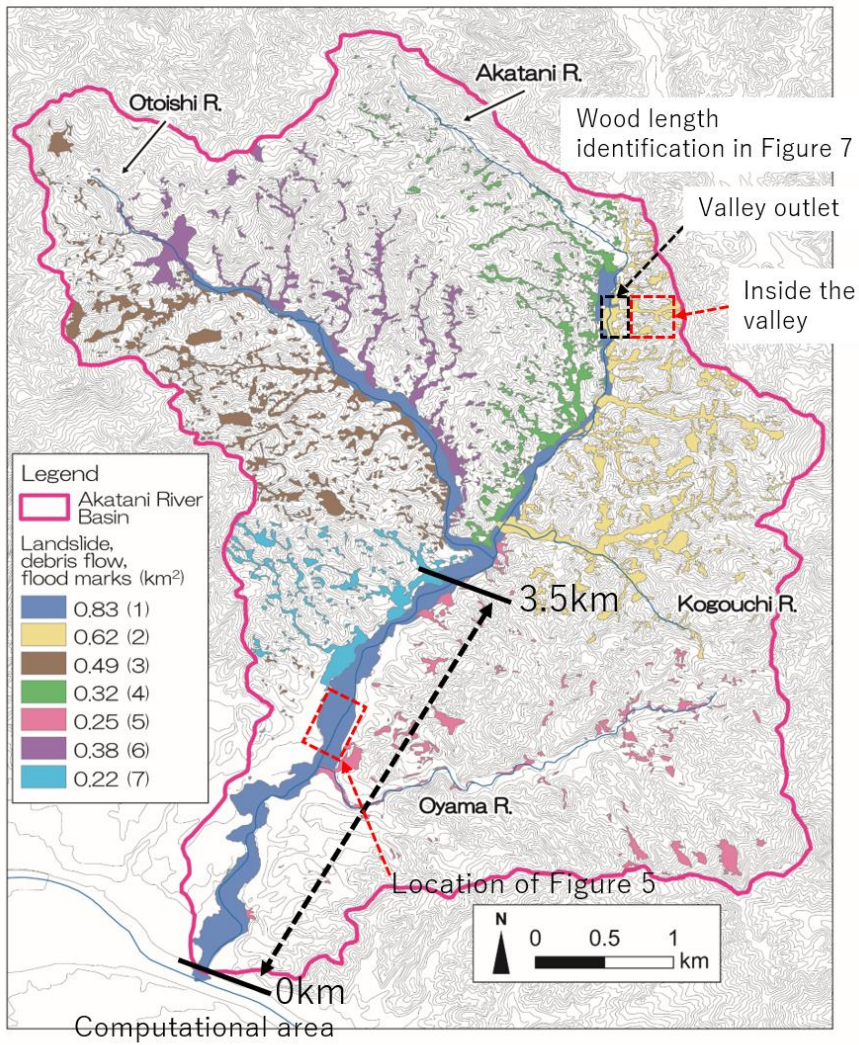 Akatani R.
Otoishi R.
Wood length
identification in Figure 7
Valley outlet
Inside the
valley
Legend
Akatani River
Basin
Landslide,
debris flow,
flood marks (km²)
0.83 (1)
0.62 (2)
0.49 (3)
0.32 (4)
0.25 (5)
0.38 (6)
0.22 (7)
3.5km
Kogouchi R.
Oyama R.
Location of Figure 5
N
0 0.5 1
km
0km
Computational area